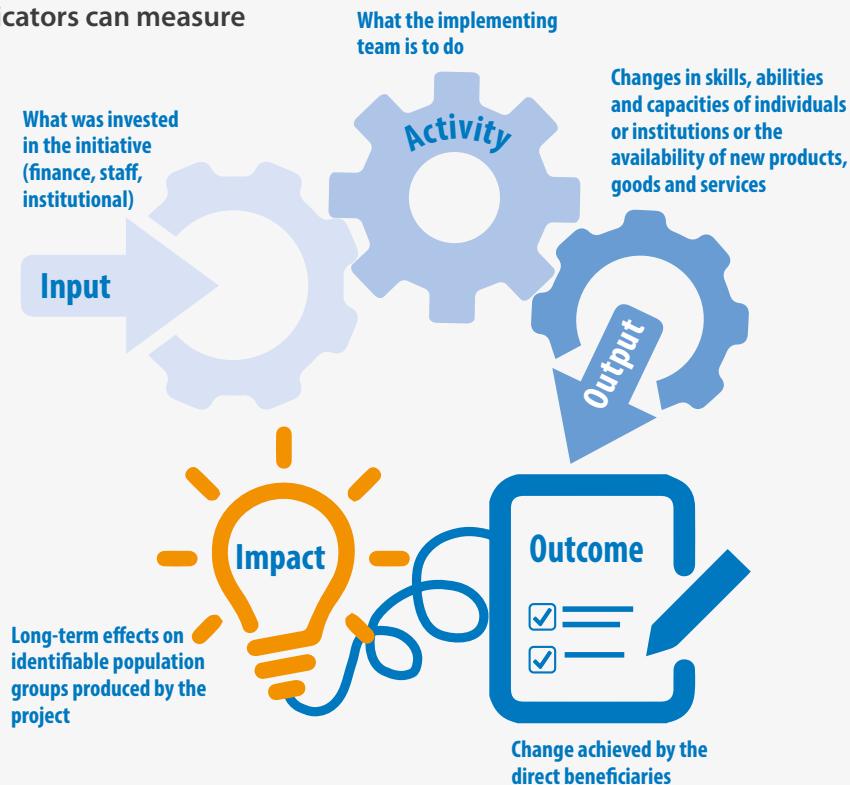 icators can measure
What the implementing
team is to do
Activity
Changes in skills, abilities
and capacities of individuals
or institutions or the
availability of new products,
goods and services
What was invested
in the initiative
(finance, staff,
institutional)
Input
Output
Outcome
Impact
Long-term effects on
identifiable population
groups produced by the
project
Change achieved by the
direct beneficiaries